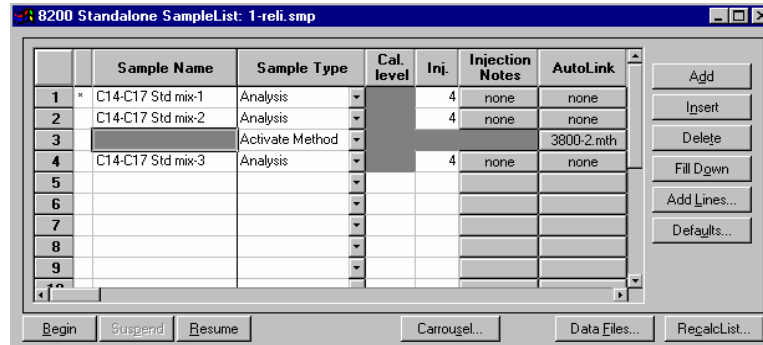 8200 Standalone SampleList: 1-reli.smp
Sample Name Sample Type Cal. level Inj. Injection Notes AutoLink
1 * C14-C17 Std mix-1 Analysis 4 none none
2 C14-C17 Std mix-2 Analysis 4 none none
3 Activate Method 3800-2.mth
4 C14-C17 Std mix-3 Analysis 4 none none
5
6
7
8
9
10
Add
Insert
Delete
Fill Down
Add Lines...
Defaults...
Begin Suspend Resume Carrousel... Data Files... RecalcList...